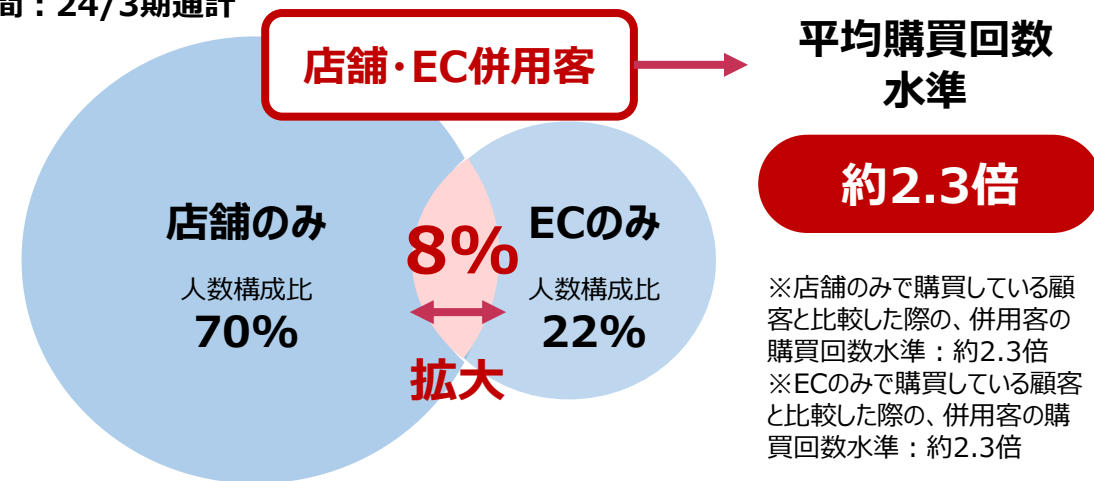 間：24/3期通計
店舗・EC併用客
平均購買回数
水準
約2.3倍
店舗のみ
人数構成比
70%
8%
拡大
ECのみ
人数構成比
22%
※店舗のみで購買している顧
客と比較した際の、併用客の
購買回数水準：約2.3倍
※ECのみで購買している顧客
と比較した際の、併用客の購
買回数水準：約2.3倍